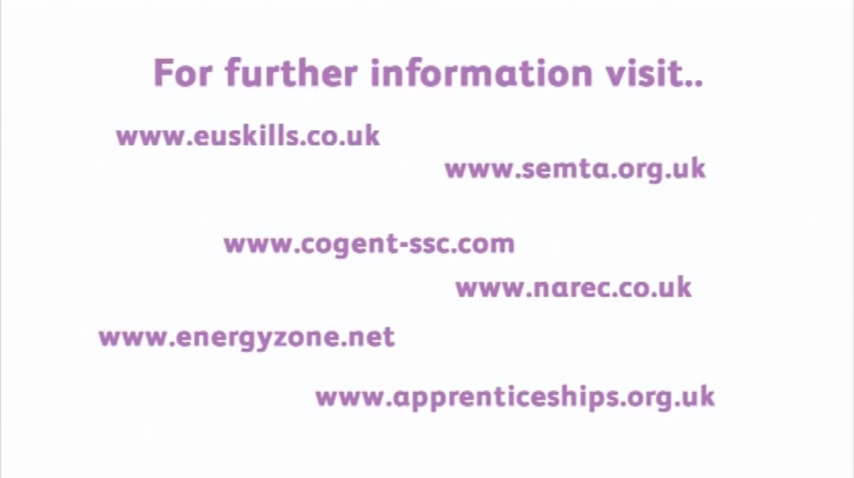 For further information visit..
www.euskills.co.uk
www.semta.org.uk
www.cogent-ssc.com
www.narec.co.uk
www.energyzone.net
www.apprenticeships.org.uk